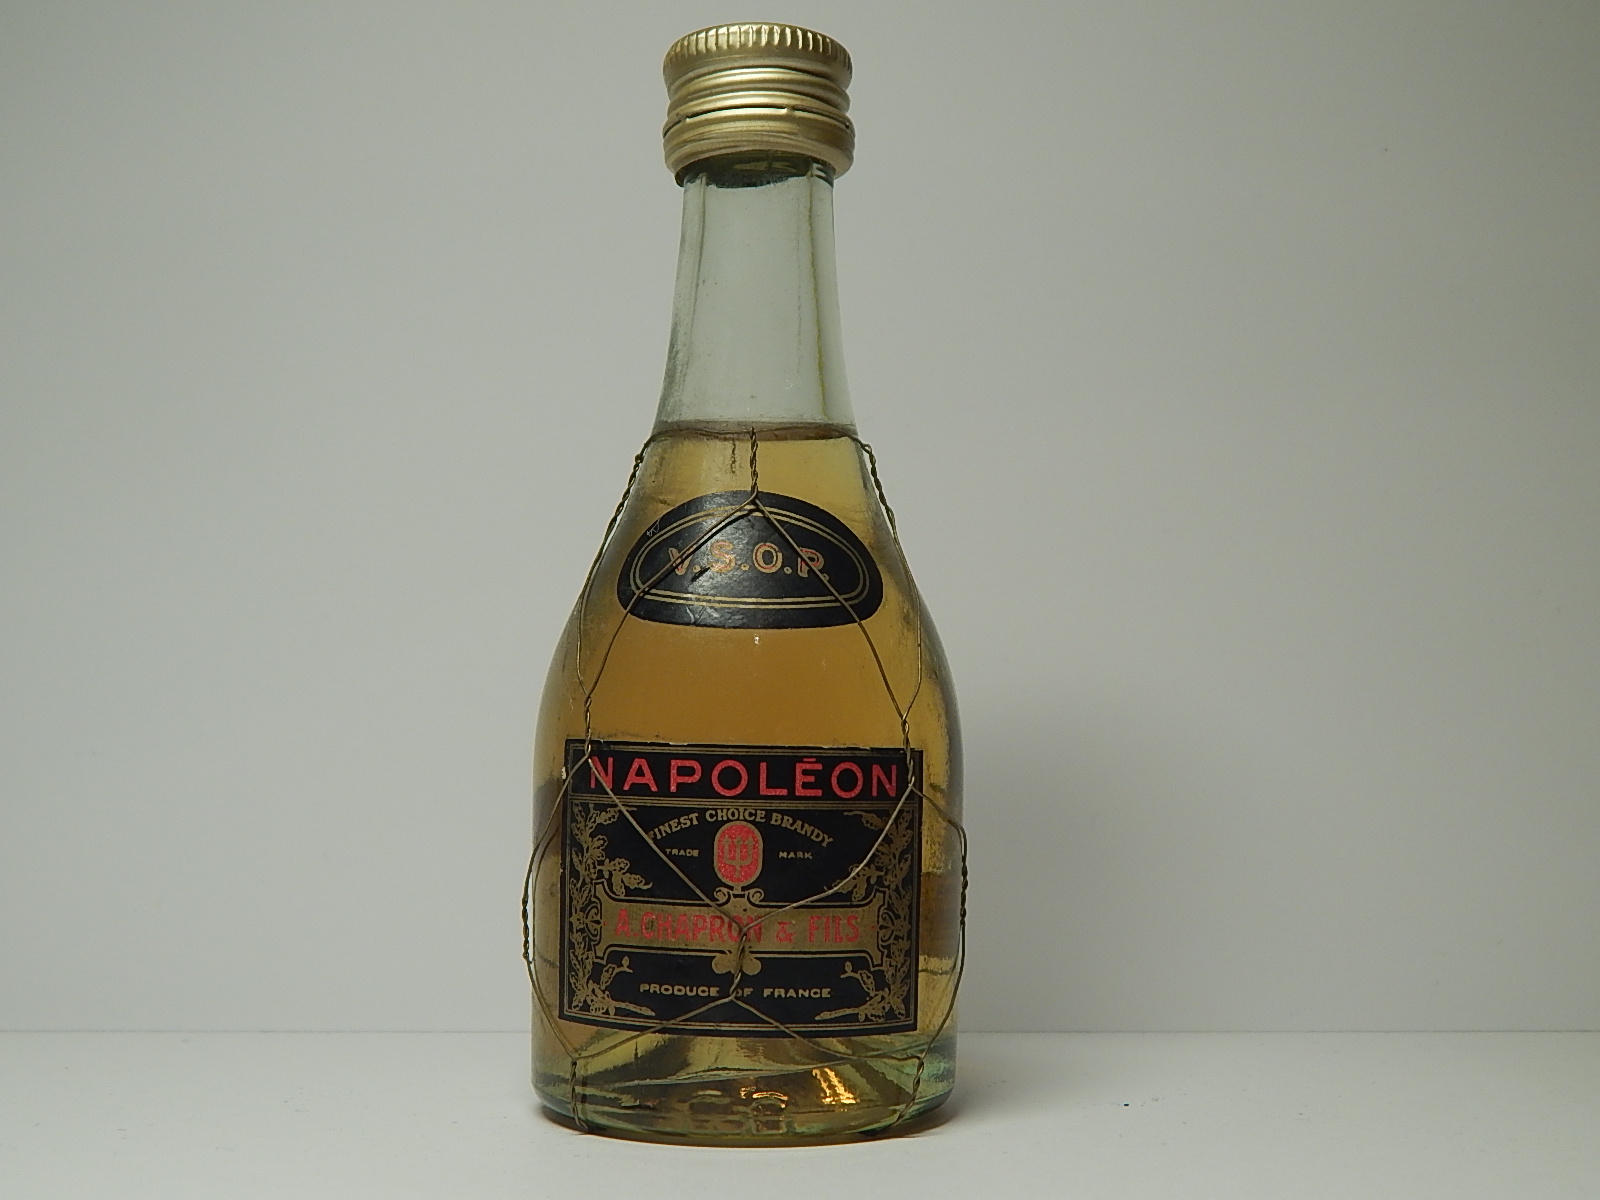 V.S.O.P.
NAPOLÉON
FINEST CHOICE BRANDY
TRADE MARK
A. CHAPRON & FILS
PRODUCE OF FRANCE